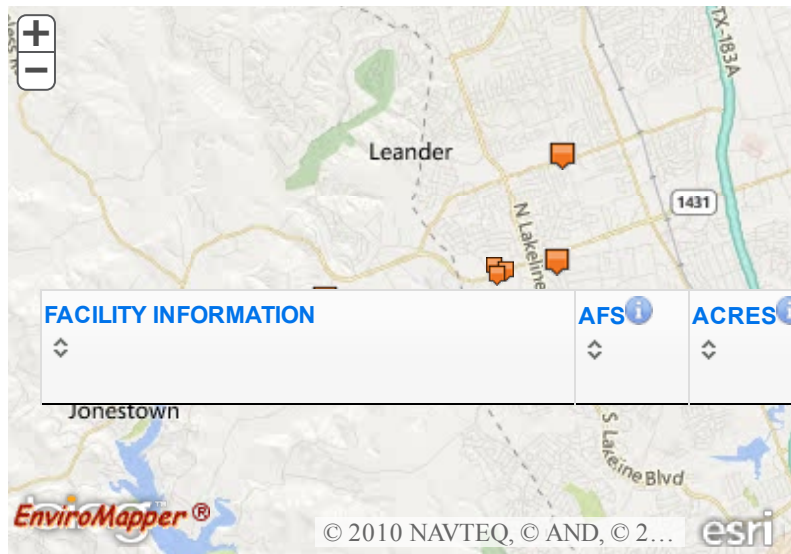 +
TX-183A
−
Leander
1431
N Lakeline
FACILITY INFORMATION
AFS i
ACRES i
Jonestown
S Lakeline Blvd
EnviroMapper ®
© 2010 NAVTEQ, © AND, © 2…
esri